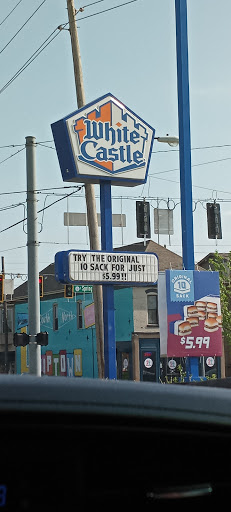 White
Castle
TRY THE ORIGINAL
10 SACK FOR JUST
$5.99!!
ORIGINAL
10
SACK
$5.99